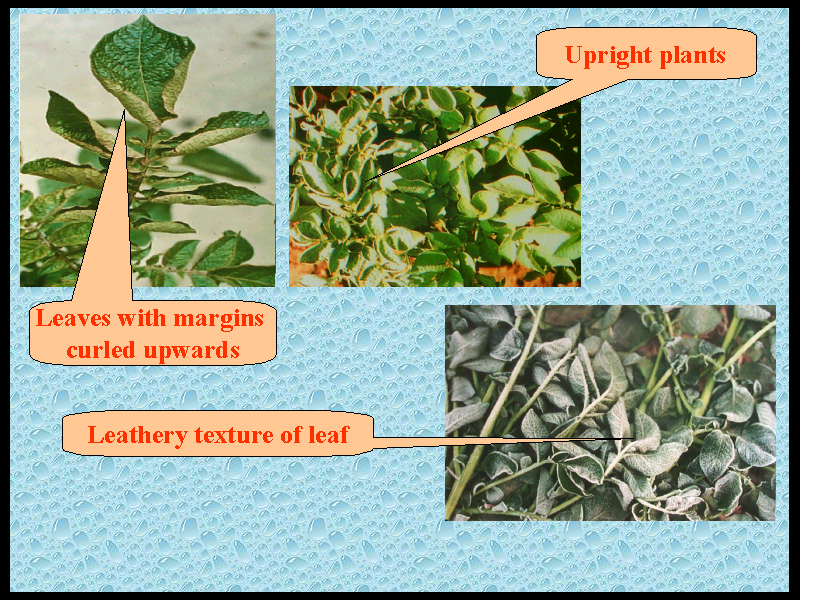 Upright plants
Leaves with margins
curled upwards
Leathery texture of leaf